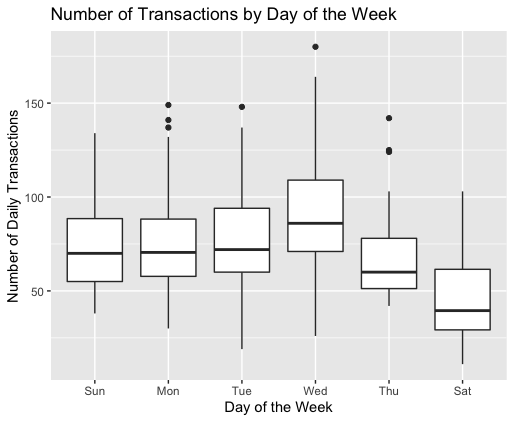 Number of Transactions by Day of the Week
Number of Daily Transactions
150
100
50
Sun Mon Tue Wed Thu Sat
Day of the Week